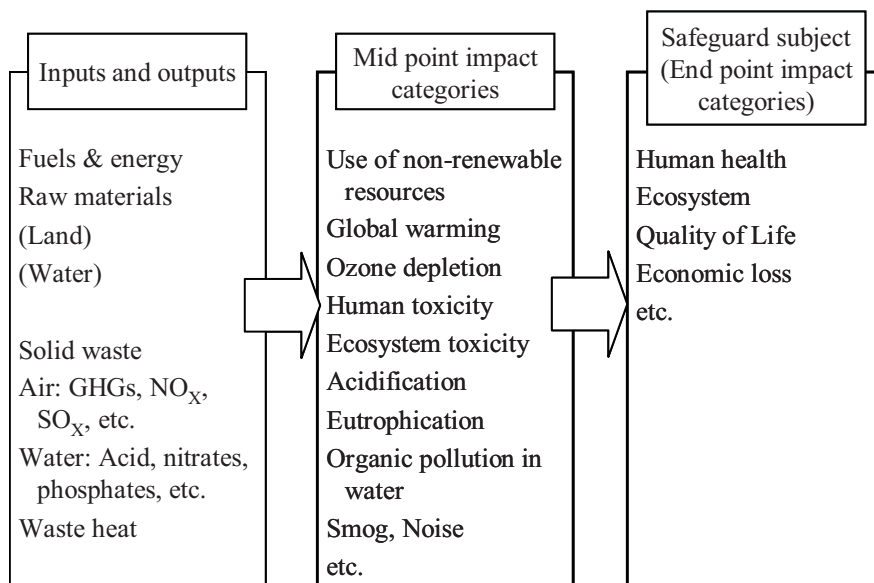 Inputs and outputs
Fuels & energy
Raw materials
(Land)
(Water)
Solid waste
Air: GHGs, NOX,
SOX, etc.
Water: Acid, nitrates,
phosphates, etc.
Waste heat
Mid point impact
categories
Use of non-renewable
resources
Global warming
Ozone depletion
Human toxicity
Ecosystem toxicity
Acidification
Eutrophication
Organic pollution in
water
Smog, Noise
etc.
Safeguard subject
(End point impact
categories)
Human health
Ecosystem
Quality of Life
Economic loss
etc.